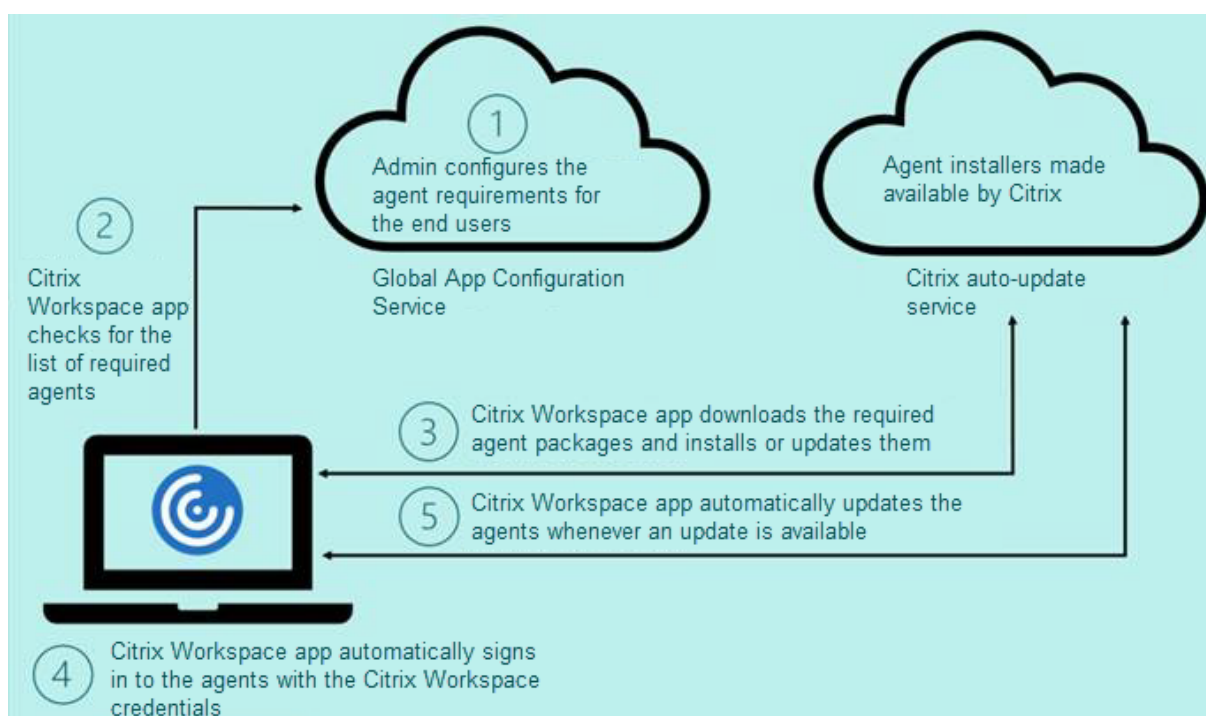 1
Admin configures the
agent requirements for
the end users
Global App Configuration
Service
Agent installers made
available by Citrix
Citrix auto-update
service
2
Citrix
Workspace app
checks for the
list of required
agents
3
Citrix Workspace app downloads the required
agent packages and installs or updates them
5
Citrix Workspace app automatically updates the
agents whenever an update is available
4
Citrix Workspace app automatically signs
in to the agents with the Citrix Workspace
credentials